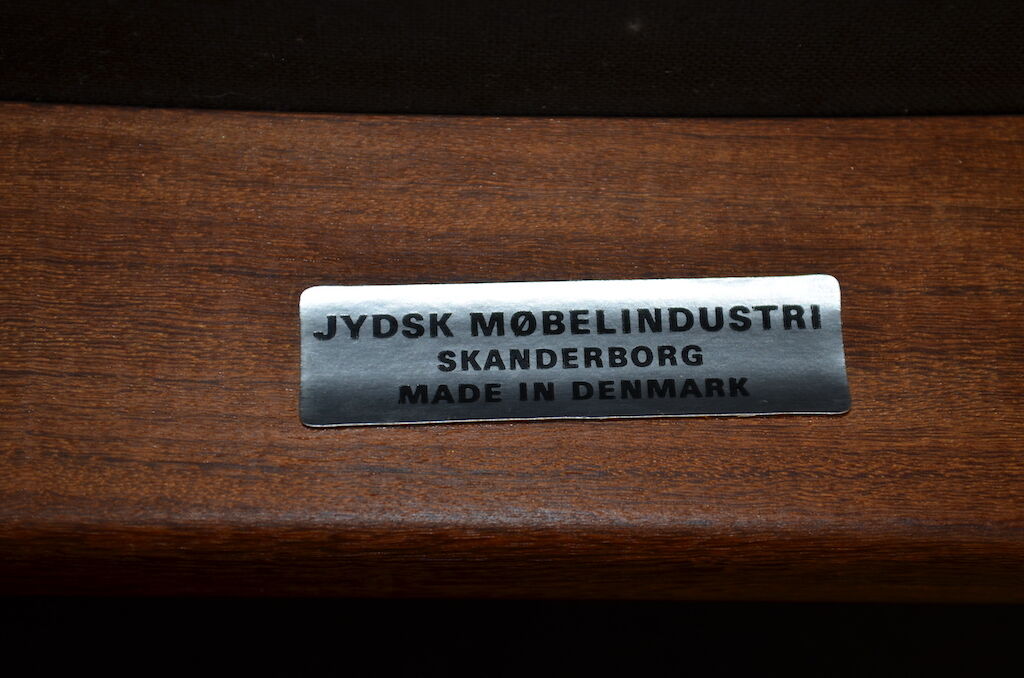 JYDSK MØBELINDUSTRI
SKANDERBORG
MADE IN DENMARK